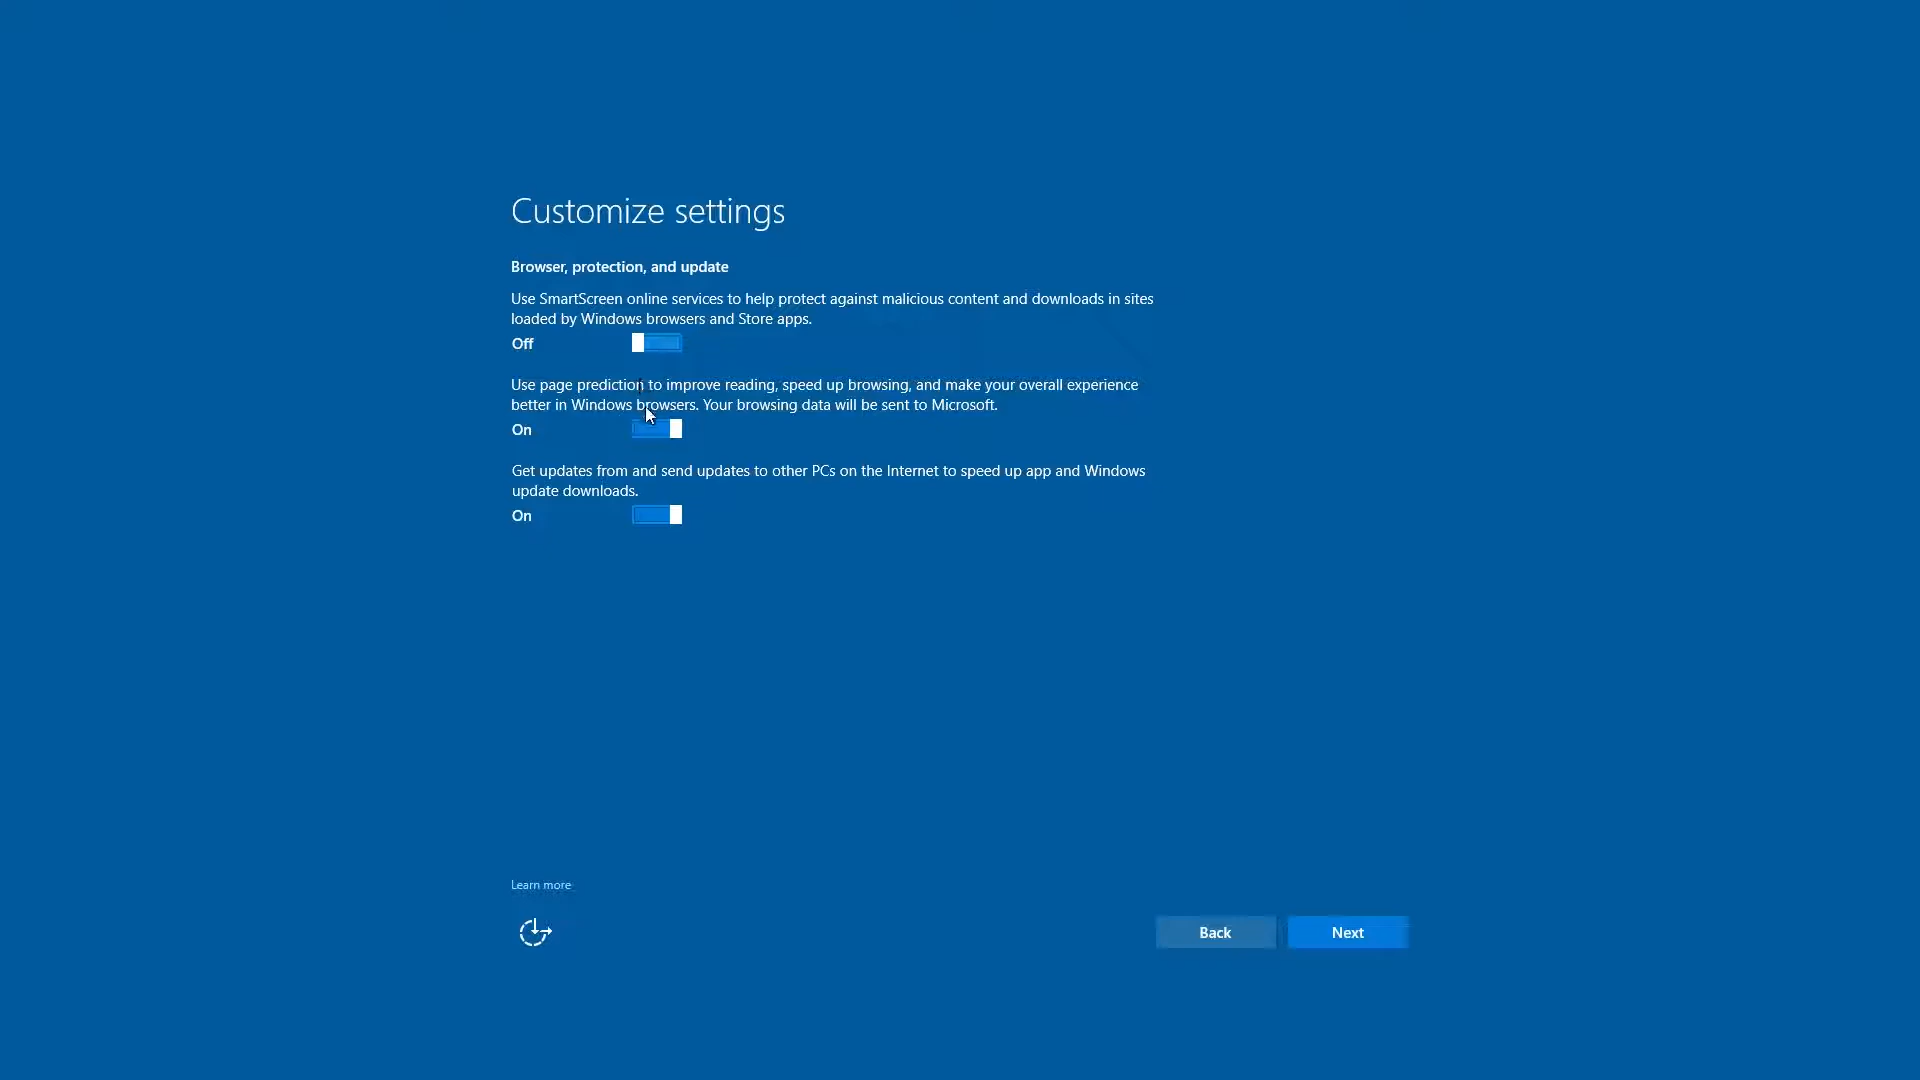 Customize settings
Browser, protection, and update
Use SmartScreen online services to help protect against malicious content and downloads in sites
loaded by Windows browsers and Store apps.
Off
Use page prediction to improve reading, speed up browsing, and make your overall experience
better in Windows browsers. Your browsing data will be sent to Microsoft.
On
Get updates from and send updates to other PCs on the Internet to speed up app and Windows
update downloads.
On
Learn more
Back
Next